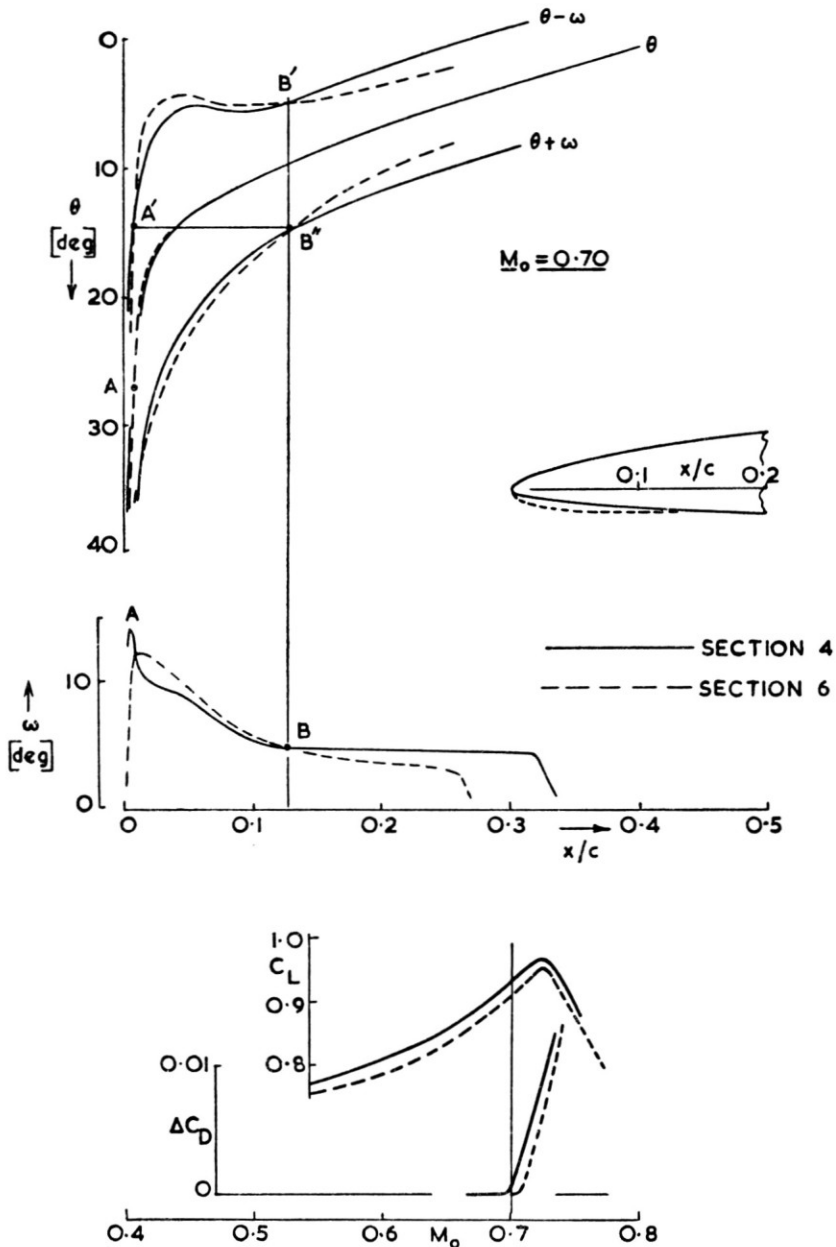 0
10
20
30
40
θ
[deg]
θ-ω
θ
θ+ω
B'
A'
B"
A
M₀ = 0·70
0·1
x/c
0·2
A
10
0
ω
[deg]
B
SECTION 4
SECTION 6
0
0·1
0·2
0·3
0·4
0·5
x/c
1·0
C_L
0·9
0·8
0·01
ΔC_D
0
0·4
0·5
0·6
M₀
0·7
0·8